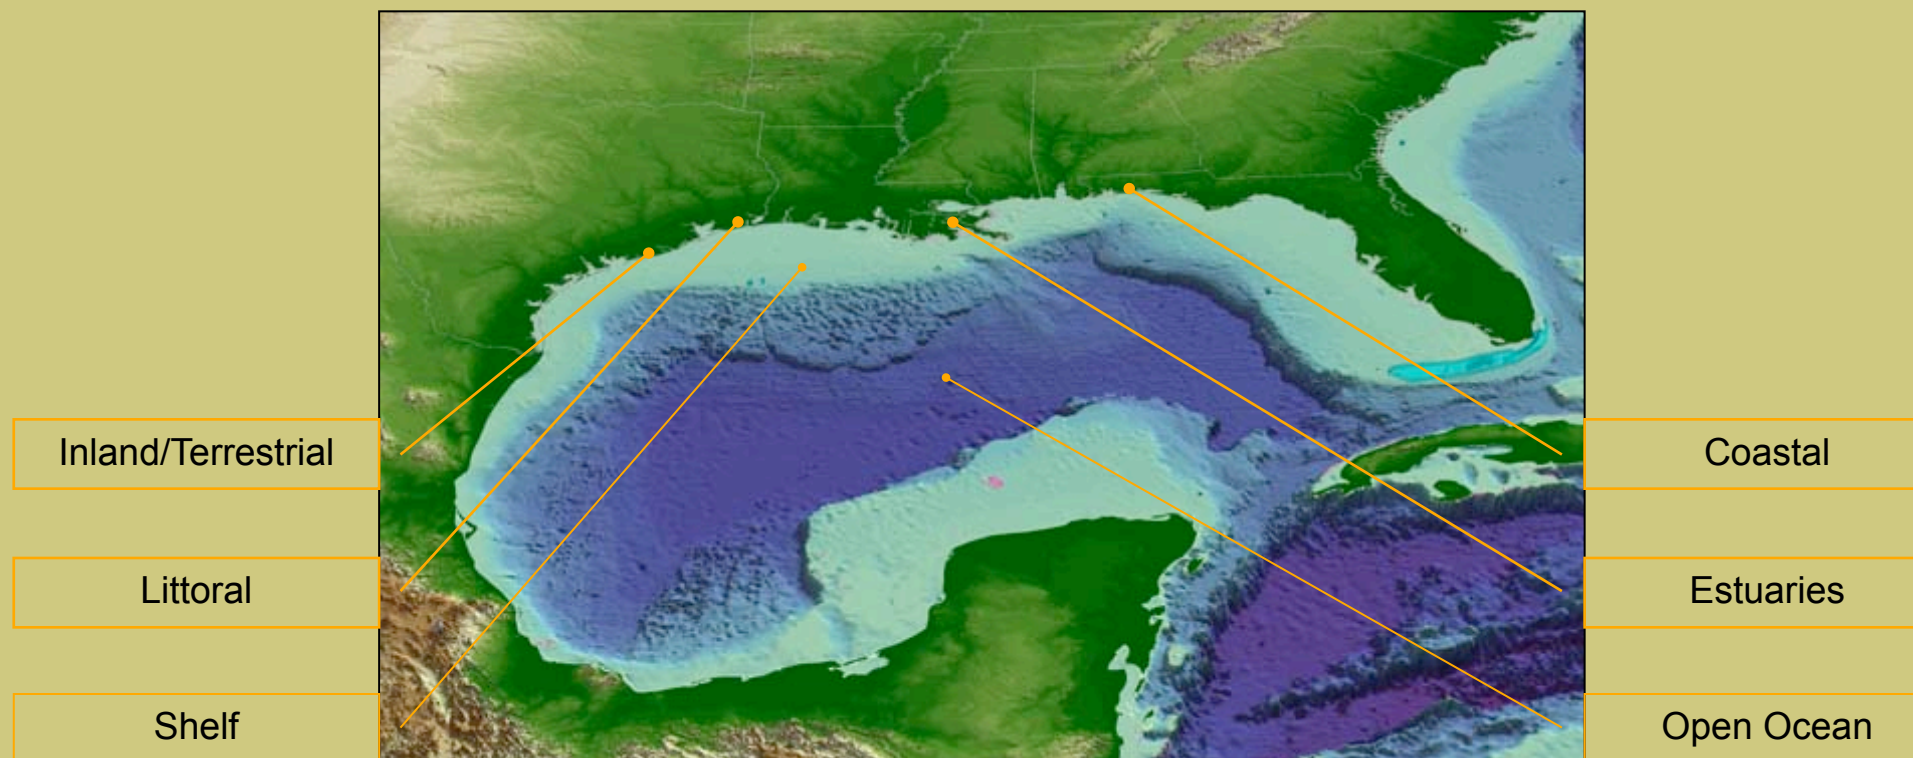 Inland/Terrestrial
Littoral
Shelf
Coastal
Estuaries
Open Ocean